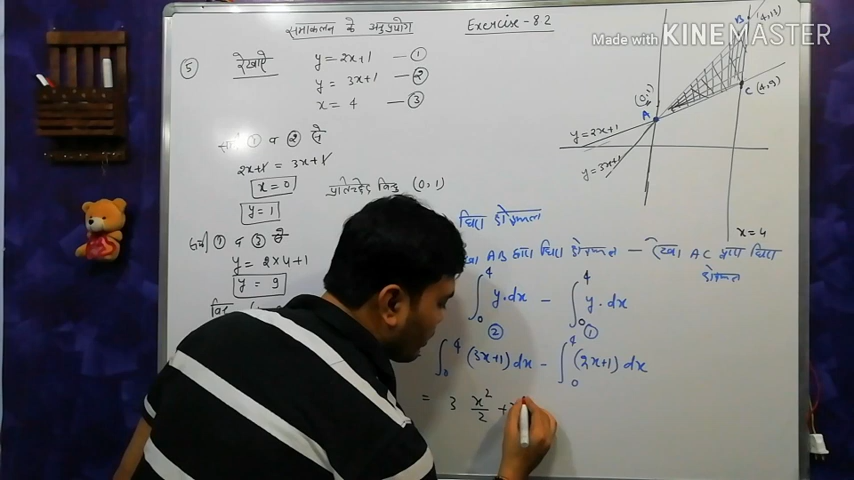 समाकलन के अनुप्रयोग Exercise-8.2
Made with KINEMASTER
⑤ रेखाएँ y=2x+1 — ①
y = 3x+1 — ②
x = 4 — ③
समी ① व ② से
2x+1 = 3x+1
x=0 प्रतिच्छेद बिन्दु (0,1)
y=1
समी ① व ③ से
y = 2x4+1
y = 9
B (4,13)
C (4,9)
(0,1)
A
y=2x+1
y=3x+1
x=4
घिरा क्षेत्रफल
AB द्वारा घिरा क्षेत्रफल — रेखा AC द्वारा घिरा
क्षेत्रफल
∫₀⁴ y.dx − ∫₀⁴ y.dx
② ①
∫₀⁴ (3x+1) dx − ∫₀⁴ (2x+1) dx
= 3 x²/2 +